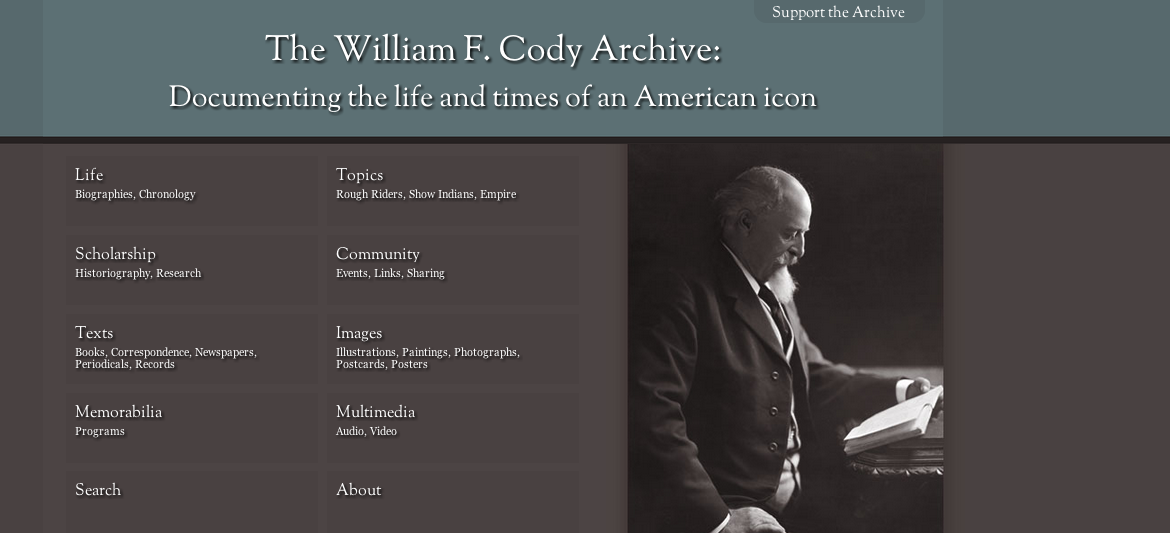 Support the Archive
The William F. Cody Archive:
Documenting the life and times of an American icon
Life
Biographies, Chronology
Topics
Rough Riders, Show Indians, Empire
Scholarship
Historiography, Research
Community
Events, Links, Sharing
Texts
Books, Correspondence, Newspapers,
Periodicals, Records
Images
Illustrations, Paintings, Photographs,
Postcards, Posters
Memorabilia
Programs
Multimedia
Audio, Video
Search
About